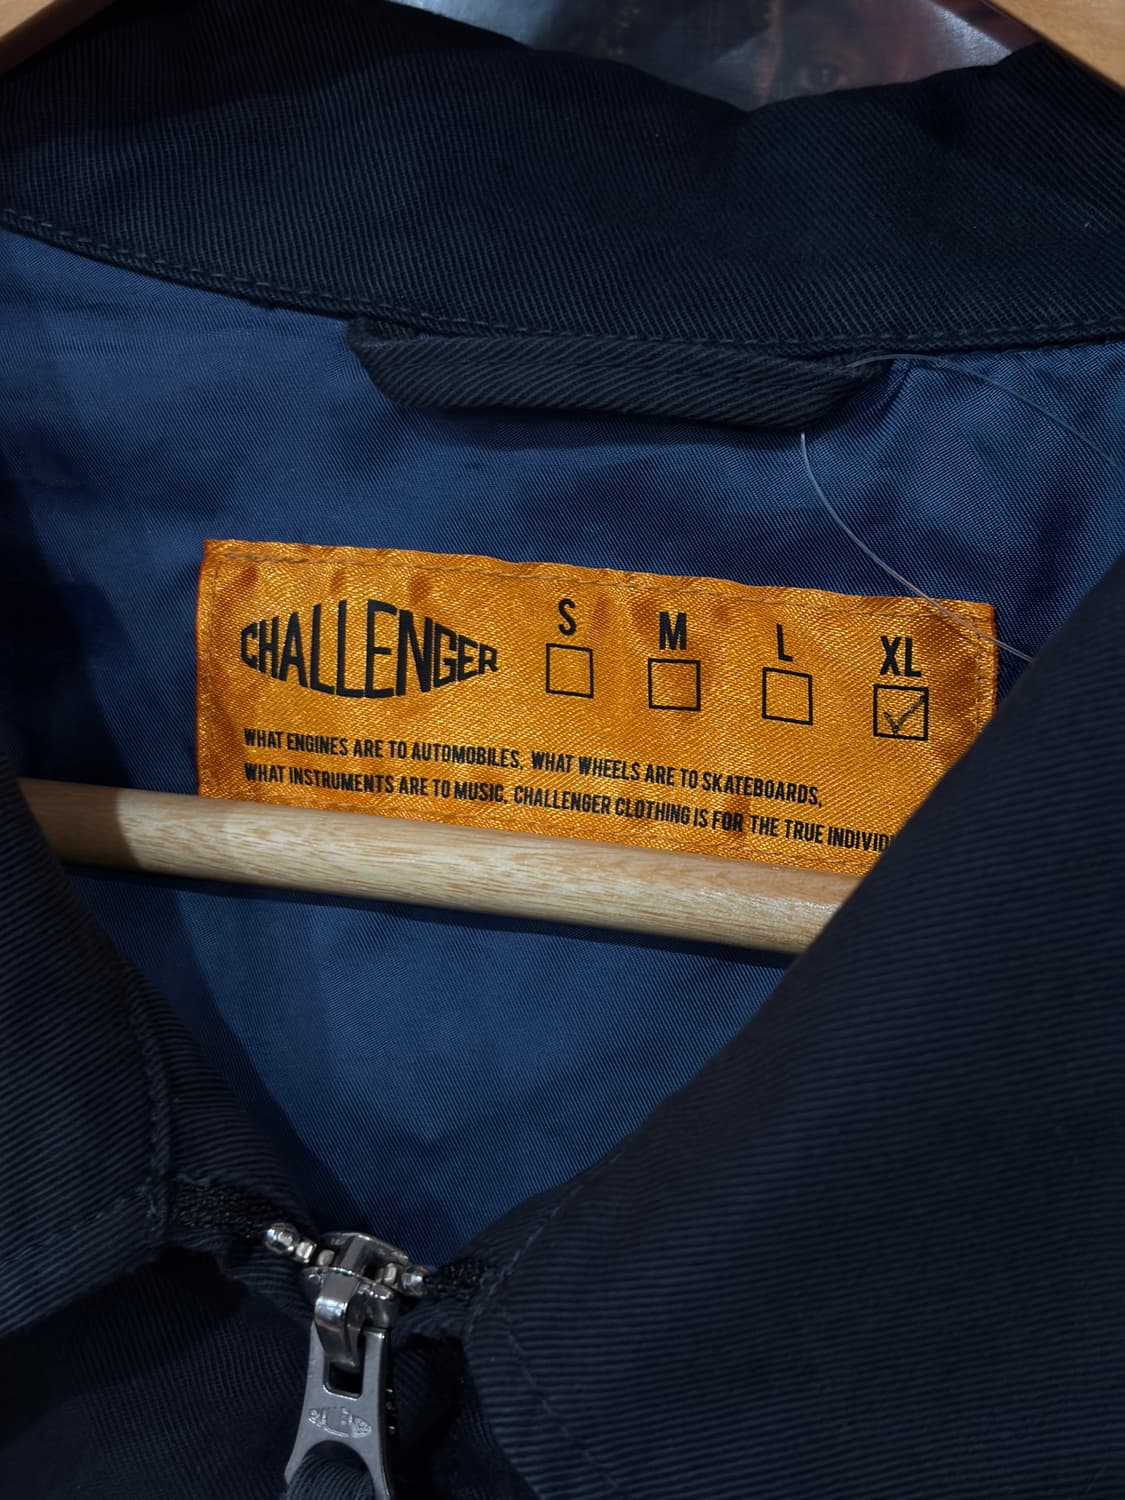 CHALLENGER
S M L XL
WHAT ENGINES ARE TO AUTOMOBILES, WHAT WHEELS ARE TO SKATEBOARDS,
WHAT INSTRUMENTS ARE TO MUSIC, CHALLENGER CLOTHING IS FOR THE TRUE